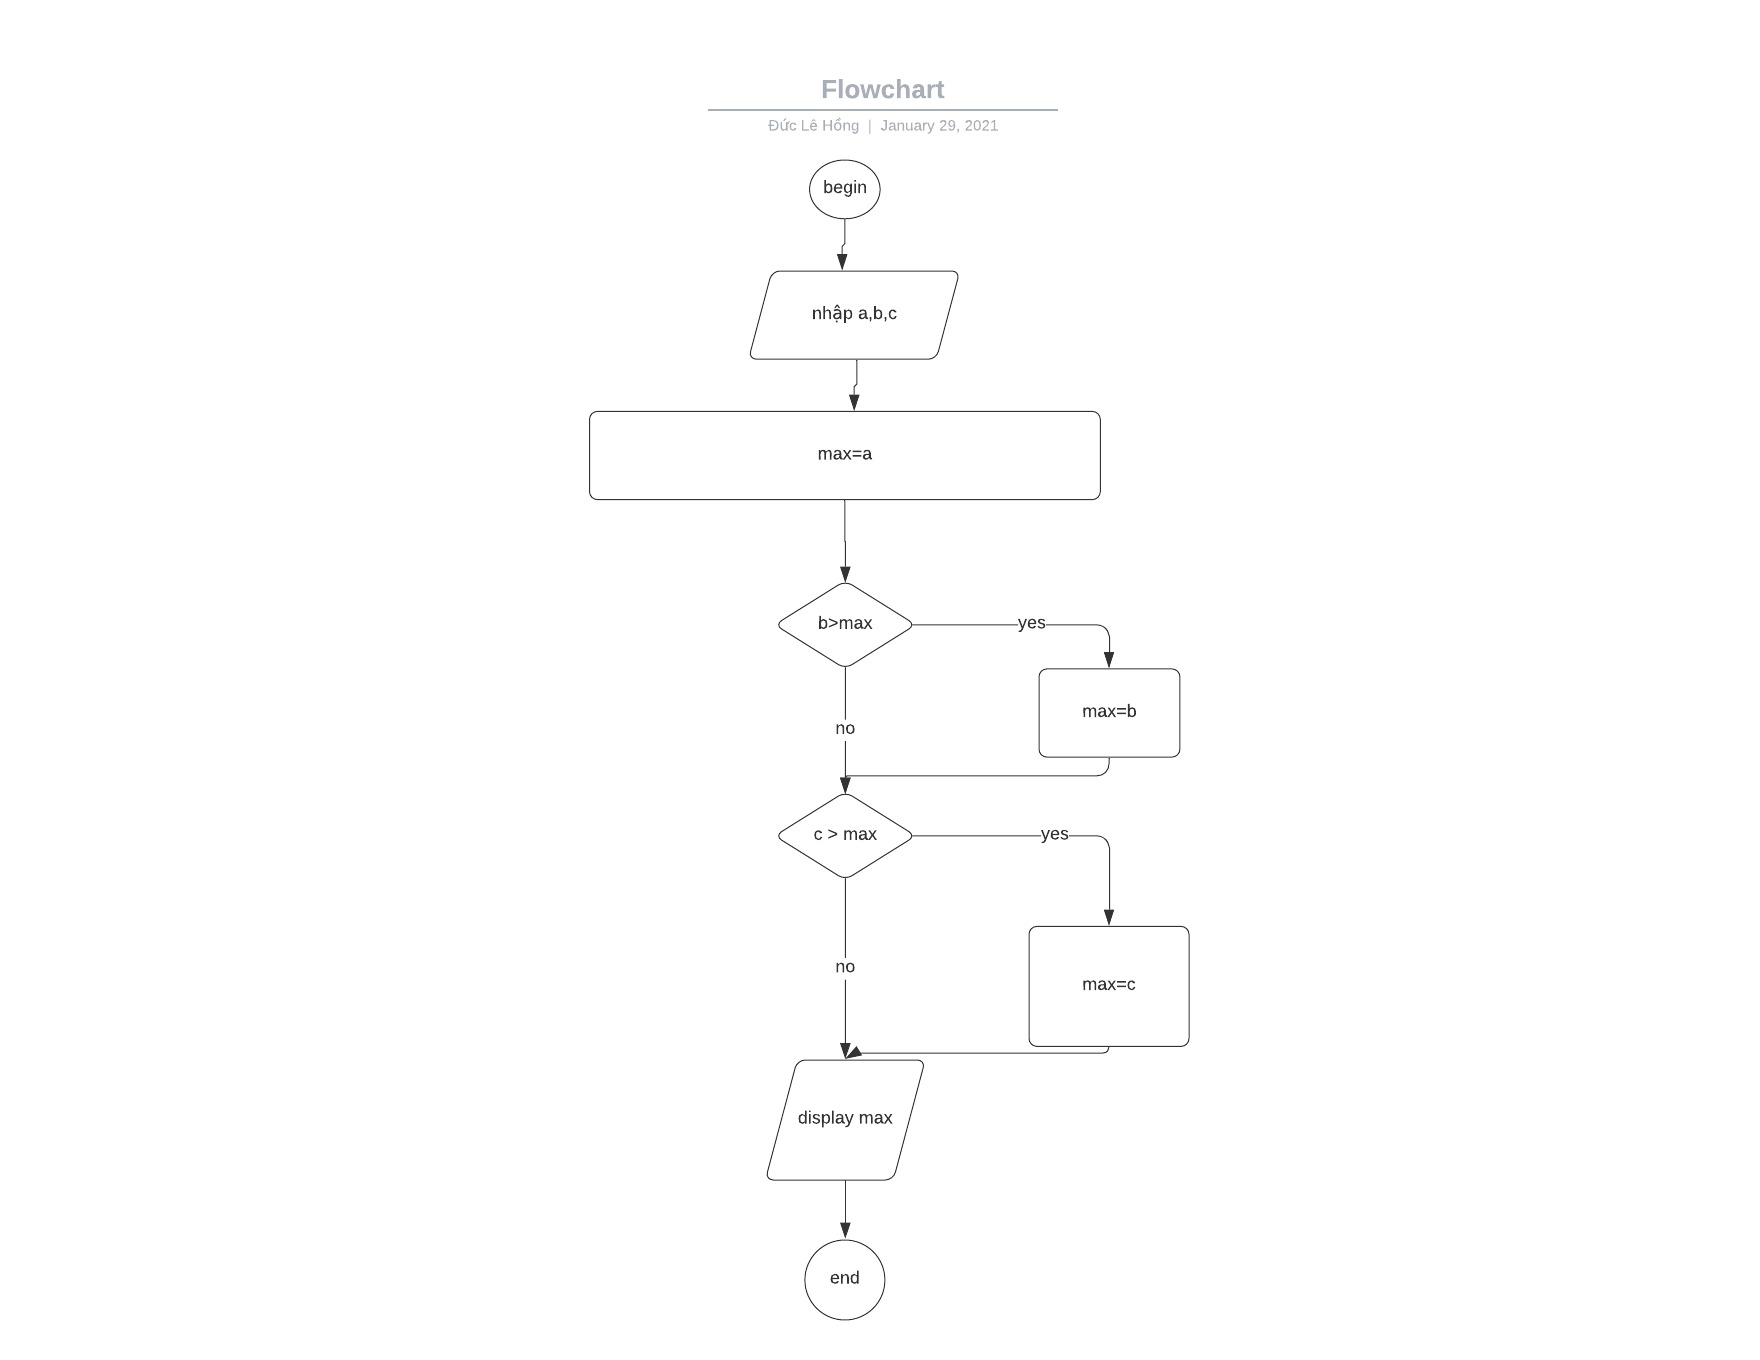 Flowchart
Đức Lê Hồng | January 29, 2021
begin
nhập a,b,c
max=a
b>max
yes
max=b
no
c > max
yes
no
max=c
display max
end